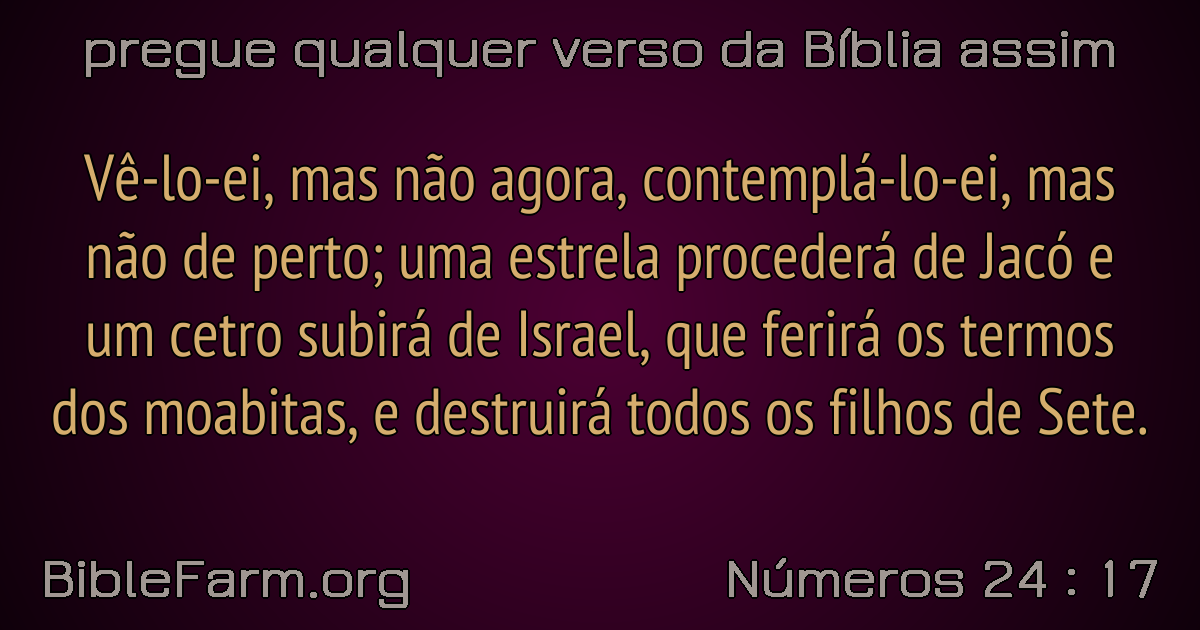 pregue qualquer verso da Bíblia assim
Vê-lo-ei, mas não agora, contemplá-lo-ei, mas
não de perto; uma estrela procederá de Jacó e
um cetro subirá de Israel, que ferirá os termos
dos moabitas, e destruirá todos os filhos de Sete.
BibleFarm.org
Números 24 : 17